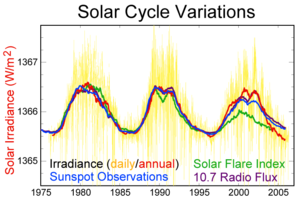 Solar Cycle Variations
Solar Irradiance (W/m2)
1367
1366
1365
Irradiance (daily/annual)
Sunspot Observations
Solar Flare Index
10.7 Radio Flux
1975 1980 1985 1990 1995 2000 2005